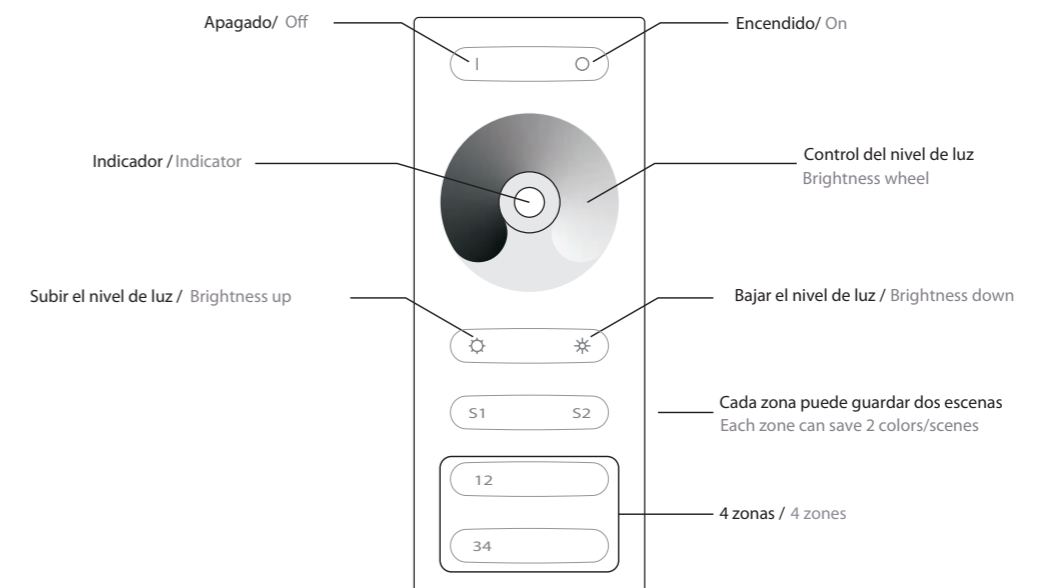 Apagado/ Off
Encendido/ On
I O
Indicador / Indicator
Control del nivel de luz
Brightness wheel
Subir el nivel de luz / Brightness up
Bajar el nivel de luz / Brightness down
S1 S2
Cada zona puede guardar dos escenas
Each zone can save 2 colors/scenes
12
4 zonas / 4 zones
34